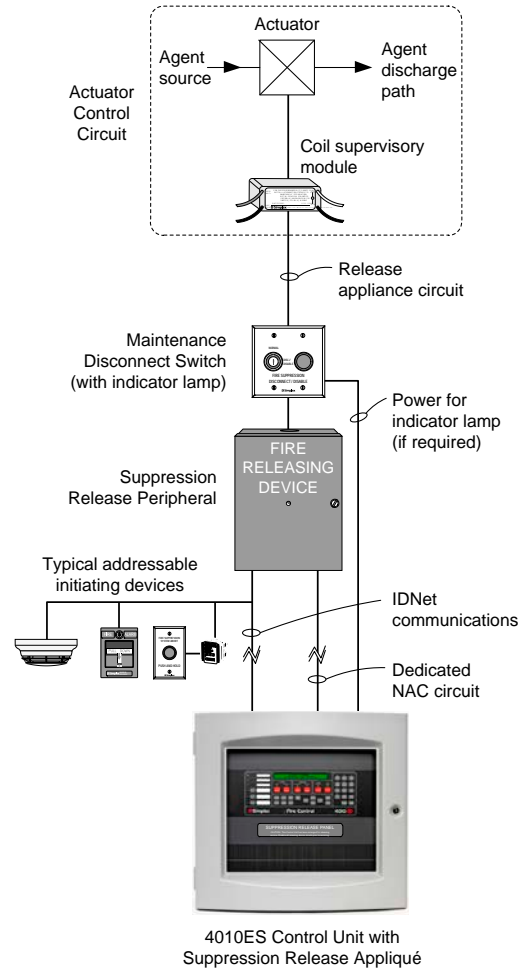 Actuator
Agent
source
Agent
discharge
path
Actuator
Control
Circuit
Coil supervisory
module
Release
appliance circuit
Maintenance
Disconnect Switch
(with indicator lamp)
FIRE SUPPRESSION
DISCONNECT / DISABLE
Power for
indicator lamp
(if required)
FIRE
RELEASING
DEVICE
Suppression
Release Peripheral
Typical addressable
initiating devices
PUSH AND HOLD
IDNet
communications
Dedicated
NAC circuit
Simplex
Fire Control
4010
SUPPRESSION RELEASE PANEL
4010ES Control Unit with
Suppression Release Appliqué